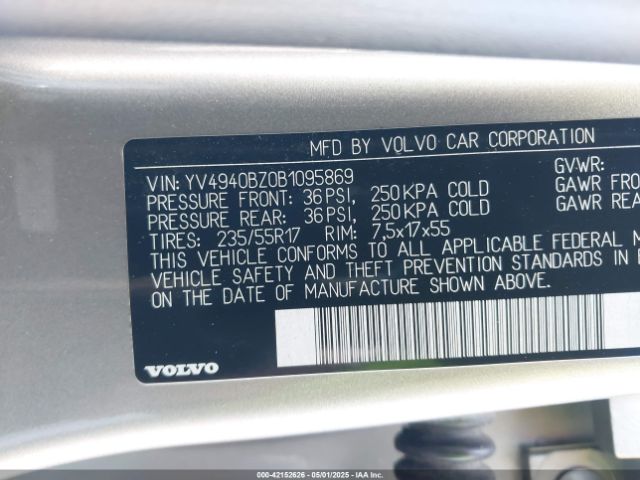 MFD BY VOLVO CAR CORPORATION
VIN: YV4940BZ0B1095869
PRESSURE FRONT: 36PSI, 250KPA COLD
PRESSURE REAR: 36PSI, 250KPA COLD
TIRES: 235/55R17 RIM: 7,5x17x55
THIS VEHICLE CONFORMS TO ALL APPLICABLE FEDERAL M
VEHICLE SAFETY AND THEFT PREVENTION STANDARDS IN E
ON THE DATE OF MANUFACTURE SHOWN ABOVE.
GVWR:
GAWR FRO
GAWR REA
VOLVO
000-42152626 - 05/01/2025 - IAA Inc.